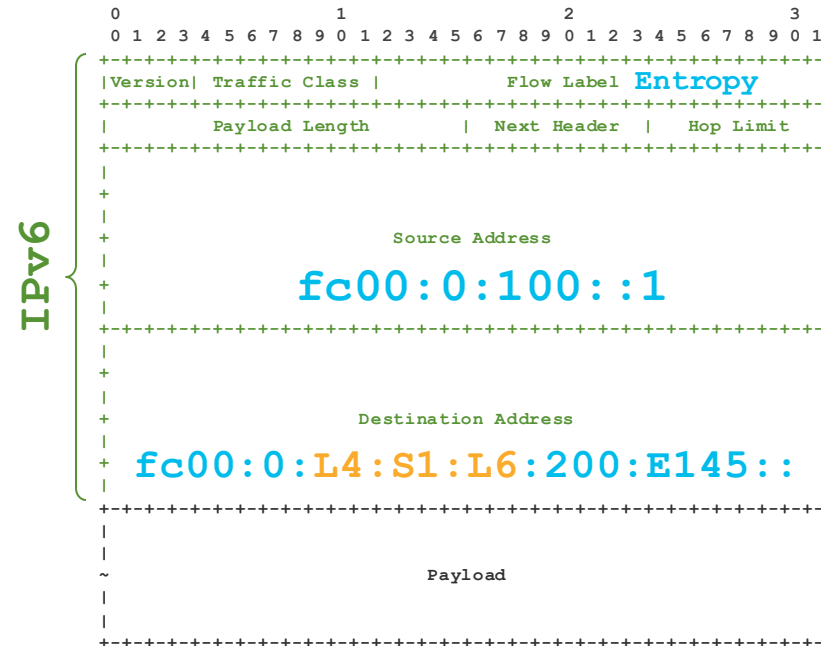 0 1 2 3
0 1 2 3 4 5 6 7 8 9 0 1 2 3 4 5 6 7 8 9 0 1 2 3 4 5 6 7 8 9 0 1
+-+-+-+-+-+-+-+-+-+-+-+-+-+-+-+-+-+-+-+-+-+-+-+-+-+-+-+-+-+-+-+-
|Version| Traffic Class | Flow Label Entropy
+-+-+-+-+-+-+-+-+-+-+-+-+-+-+-+-+-+-+-+-+-+-+-+-+-+-+-+-+-+-+-+-
| Payload Length | Next Header | Hop Limit
+-+-+-+-+-+-+-+-+-+-+-+-+-+-+-+-+-+-+-+-+-+-+-+-+-+-+-+-+-+-+-+-
|
+
|
+ Source Address
|
+ fc00:0:100::1
|
+-+-+-+-+-+-+-+-+-+-+-+-+-+-+-+-+-+-+-+-+-+-+-+-+-+-+-+-+-+-+-+-
|
+
|
+ Destination Address
|
+ fc00:0:L4:S1:L6:200:E145::
|
+-+-+-+-+-+-+-+-+-+-+-+-+-+-+-+-+-+-+-+-+-+-+-+-+-+-+-+-+-+-+-+-
|
|
~ Payload
|
|
+-+-+-+-+-+-+-+-+-+-+-+-+-+-+-+-+-+-+-+-+-+-+-+-+-+-+-+-+-+-+-+-
IPv6